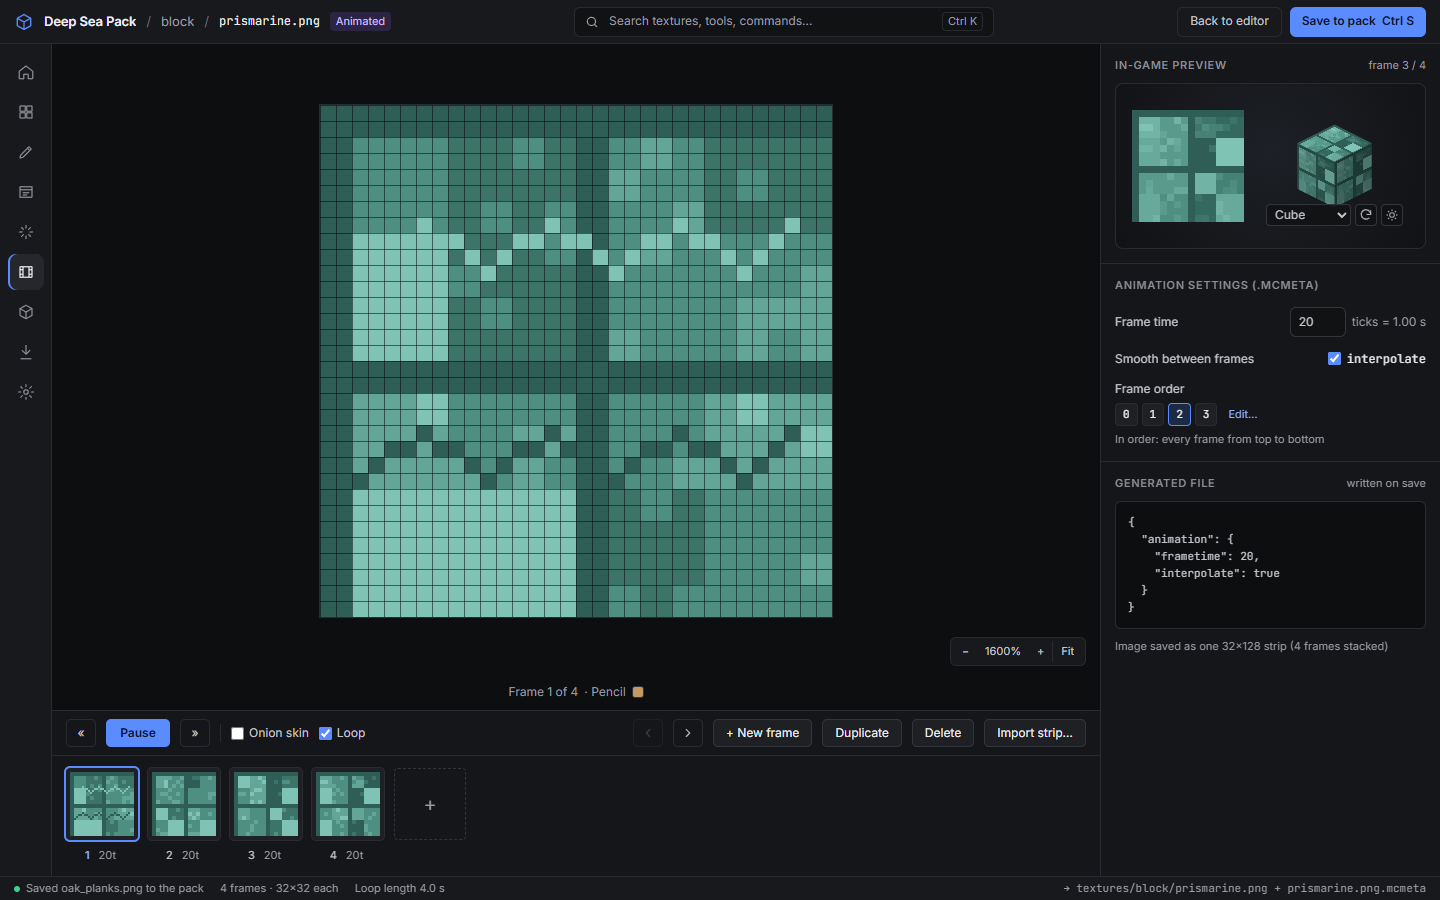 Deep Sea Pack / block / prismarine.png Animated
Search textures, tools, commands... Ctrl K
Back to editor
Save to pack Ctrl S
IN-GAME PREVIEW frame 3 / 4
Cube
ANIMATION SETTINGS (.MCMETA)
Frame time 20 ticks = 1.00 s
Smooth between frames interpolate
Frame order
0 1 2 3 Edit...
In order: every frame from top to bottom
GENERATED FILE written on save
{
"animation": {
"frametime": 20,
"interpolate": true
}
}
Image saved as one 32×128 strip (4 frames stacked)
− 1600% + Fit
Frame 1 of 4 · Pencil
« Pause » Onion skin Loop
‹ › + New frame Duplicate Delete Import strip...
+
1 20t 2 20t 3 20t 4 20t
Saved oak_planks.png to the pack 4 frames · 32×32 each Loop length 4.0 s
→ textures/block/prismarine.png + prismarine.png.mcmeta